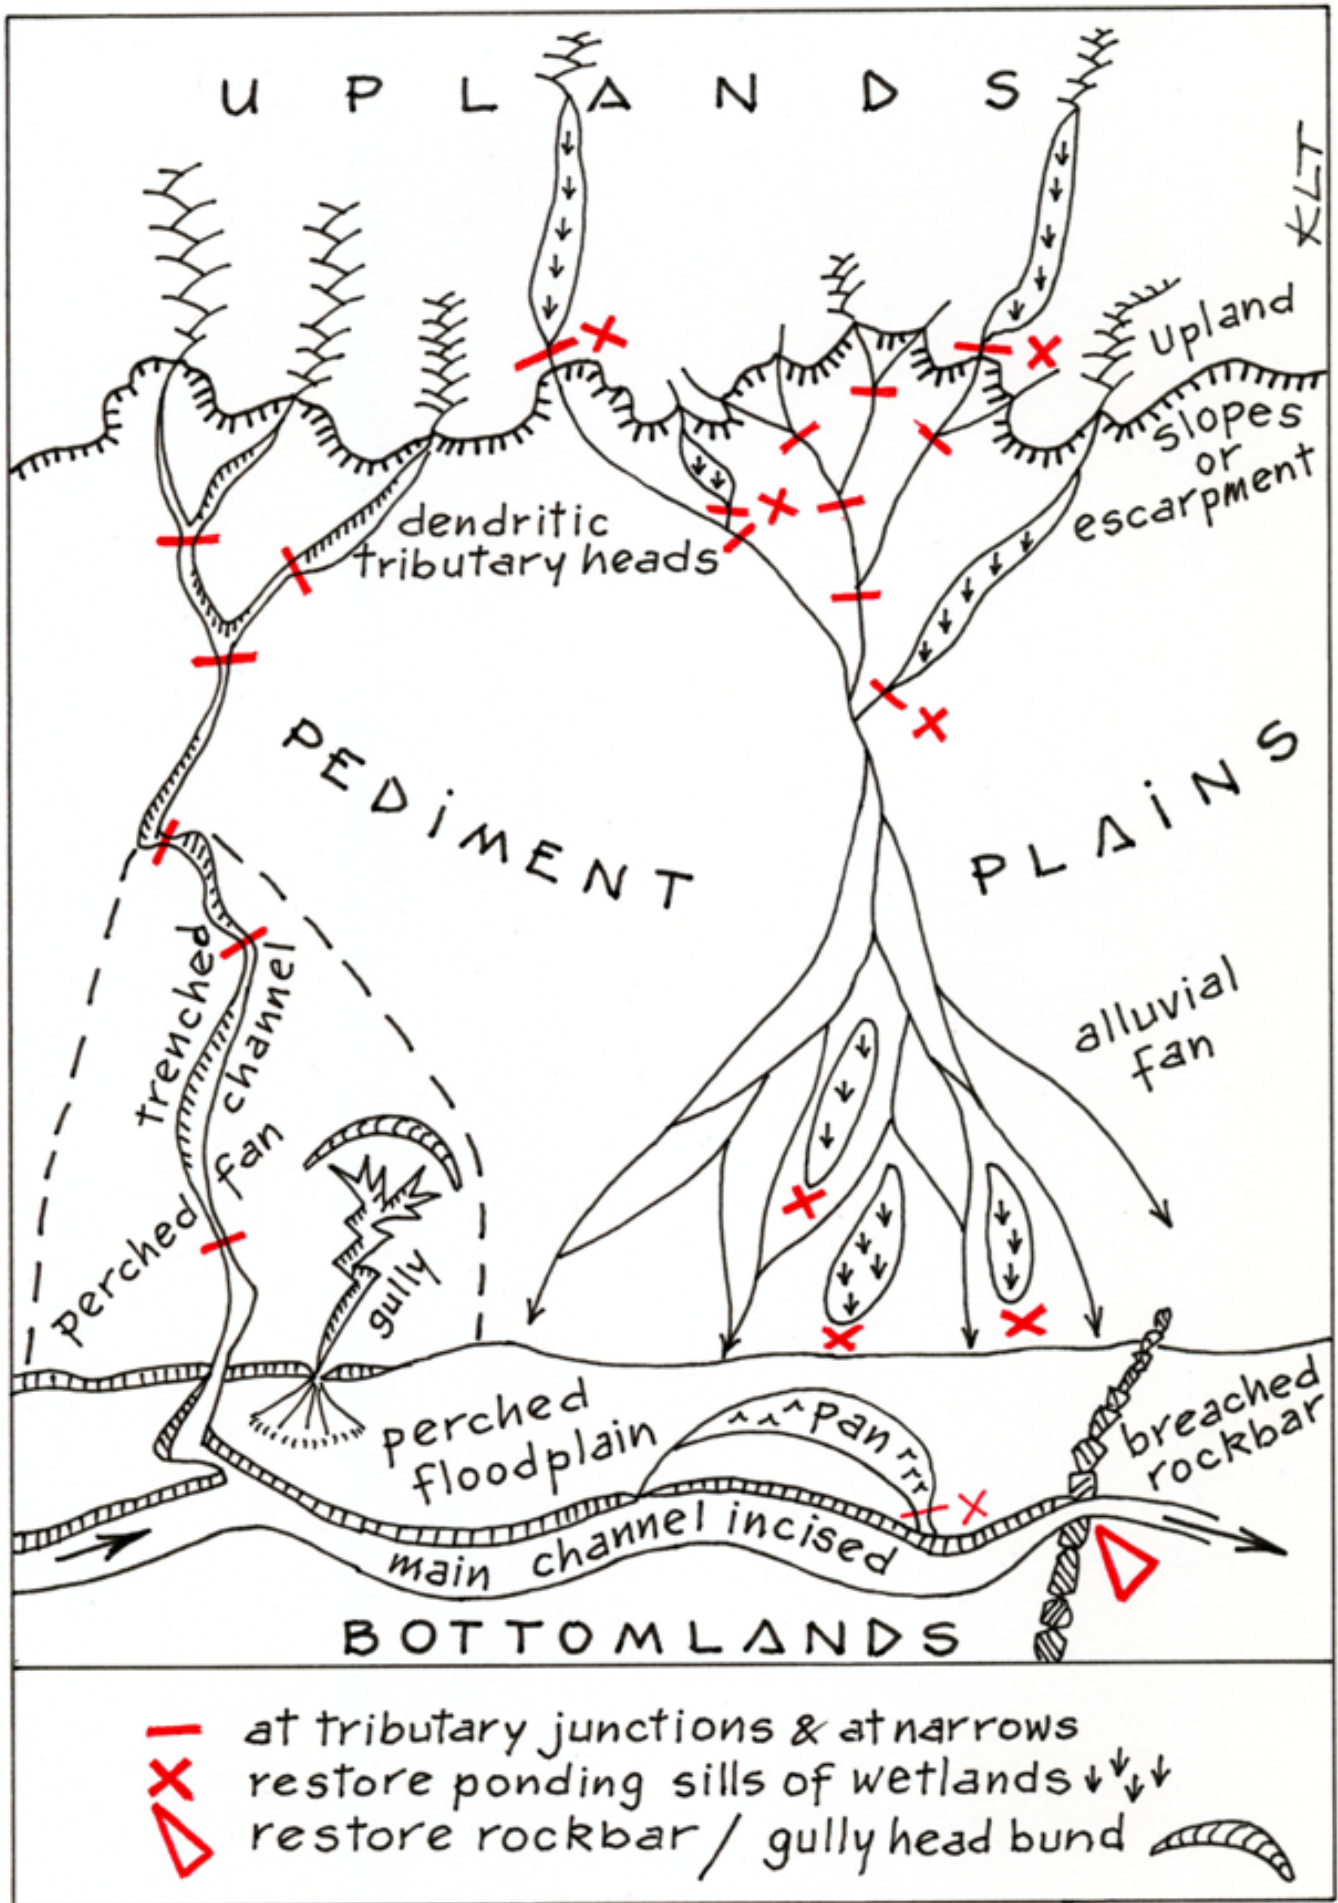 UPLANDS
KLT
upland
slopes
or
escarpment
dendritic
tributary heads
PEDiMENT PLAiNS
trenched
channel
alluvial
fan
perched fan
gully
perched
floodplain
pan
breached
rockbar
main channel incised
BOTTOMLANDS
at tributary junctions & at narrows
restore ponding sills of wetlands
restore rockbar / gully head bund